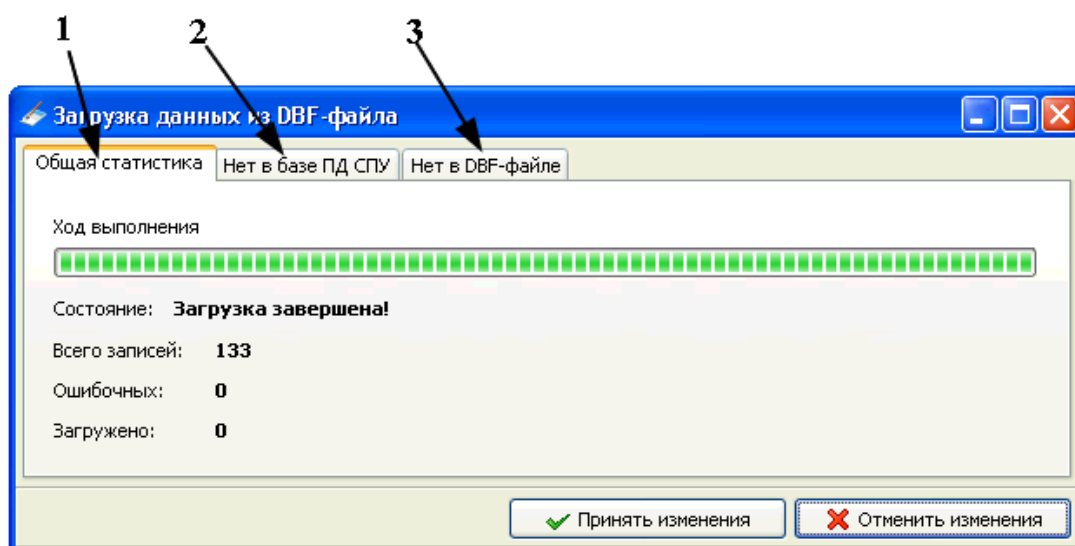 1 2 3
Загрузка данных из DBF-файла
Общая статистика Нет в базе ПД СПУ Нет в DBF-файле
Ход выполнения
Состояние: Загрузка завершена!
Всего записей: 133
Ошибочных: 0
Загружено: 0
Принять изменения Отменить изменения